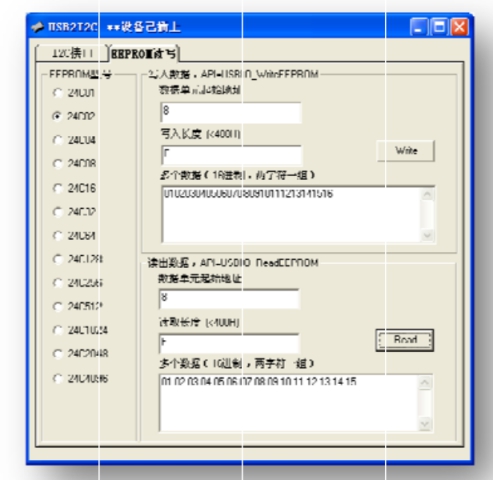 USB2I2C **设备已插上
I2C接口 EEPROM读写
EEPROM型号
24C01
24C02
24C04
24C08
24C16
24C32
24C64
24C128
24C256
24C512
24C1024
24C2048
24C4096
写入数据，API=USBIO_WriteEEPROM
数据单元起始地址
8
写入长度 (<400H)
F
Write
多个数据（16进制，两字符一组）
01020304050607080910111213141516
读出数据，API=USBIO_ReadEEPROM
数据单元起始地址
8
读取长度 (<400H)
F
Read
多个数据（16进制，两字符一组）
01 02 03 04 05 06 07 08 09 10 11 12 13 14 15